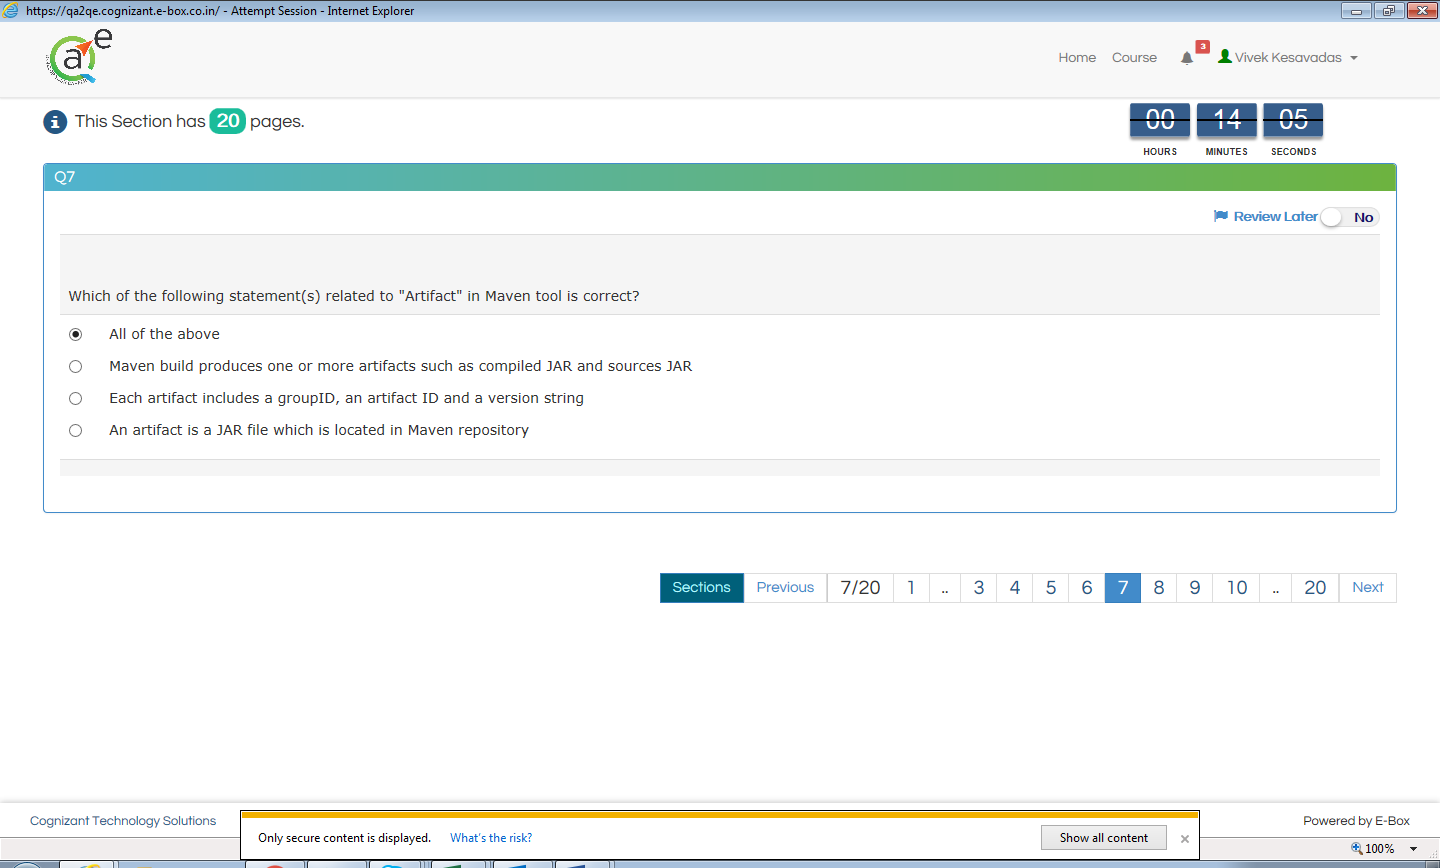 https://qa2qe.cognizant.e-box.co.in/ - Attempt Session - Internet Explorer
a e
Home Course 3 Vivek Kesavadas
This Section has 20 pages.
00 14 05
HOURS MINUTES SECONDS
Q7
Review Later No
Which of the following statement(s) related to "Artifact" in Maven tool is correct?
All of the above
Maven build produces one or more artifacts such as compiled JAR and sources JAR
Each artifact includes a groupID, an artifact ID and a version string
An artifact is a JAR file which is located in Maven repository
Sections Previous 7/20 1 .. 3 4 5 6 7 8 9 10 .. 20 Next
Cognizant Technology Solutions
Powered by E-Box
Only secure content is displayed. What's the risk? Show all content ×
100%